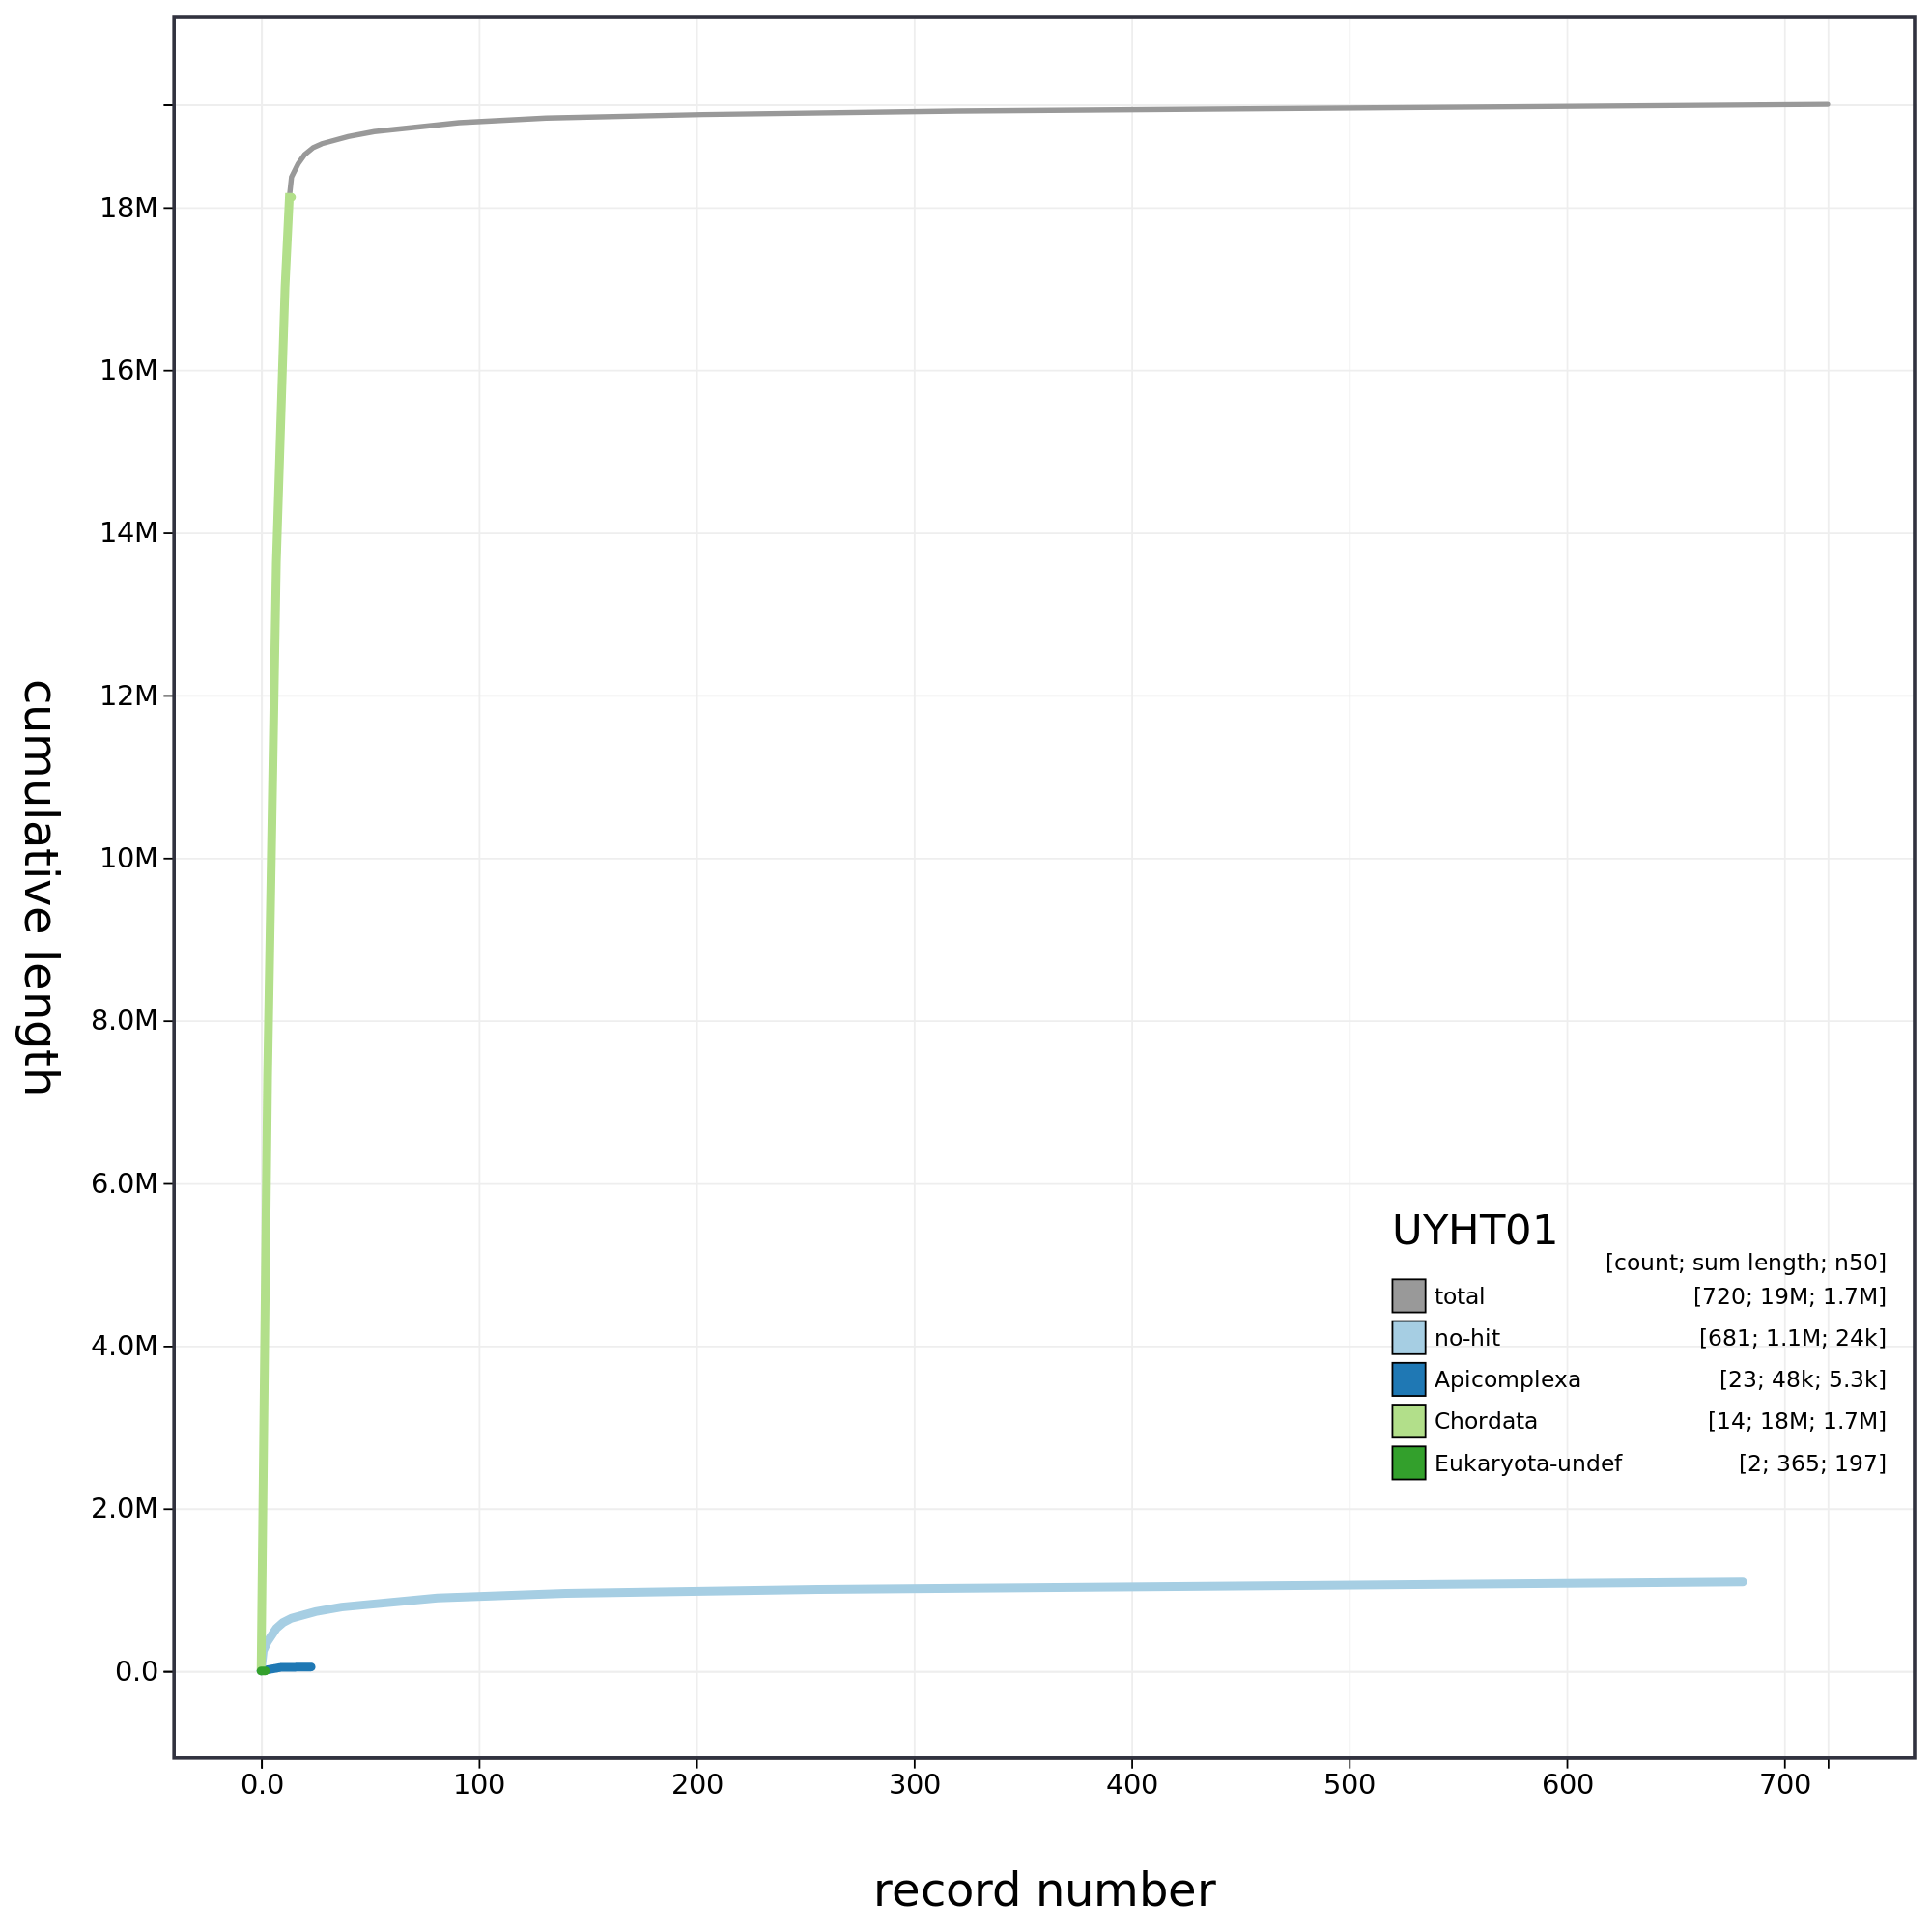 18M
16M
14M
12M
10M
8.0M
6.0M
4.0M
2.0M
0.0
cumulative length
0.0 100 200 300 400 500 600 700
record number
UYHT01
[count; sum length; n50]
total [720; 19M; 1.7M]
no-hit [681; 1.1M; 24k]
Apicomplexa [23; 48k; 5.3k]
Chordata [14; 18M; 1.7M]
Eukaryota-undef [2; 365; 197]